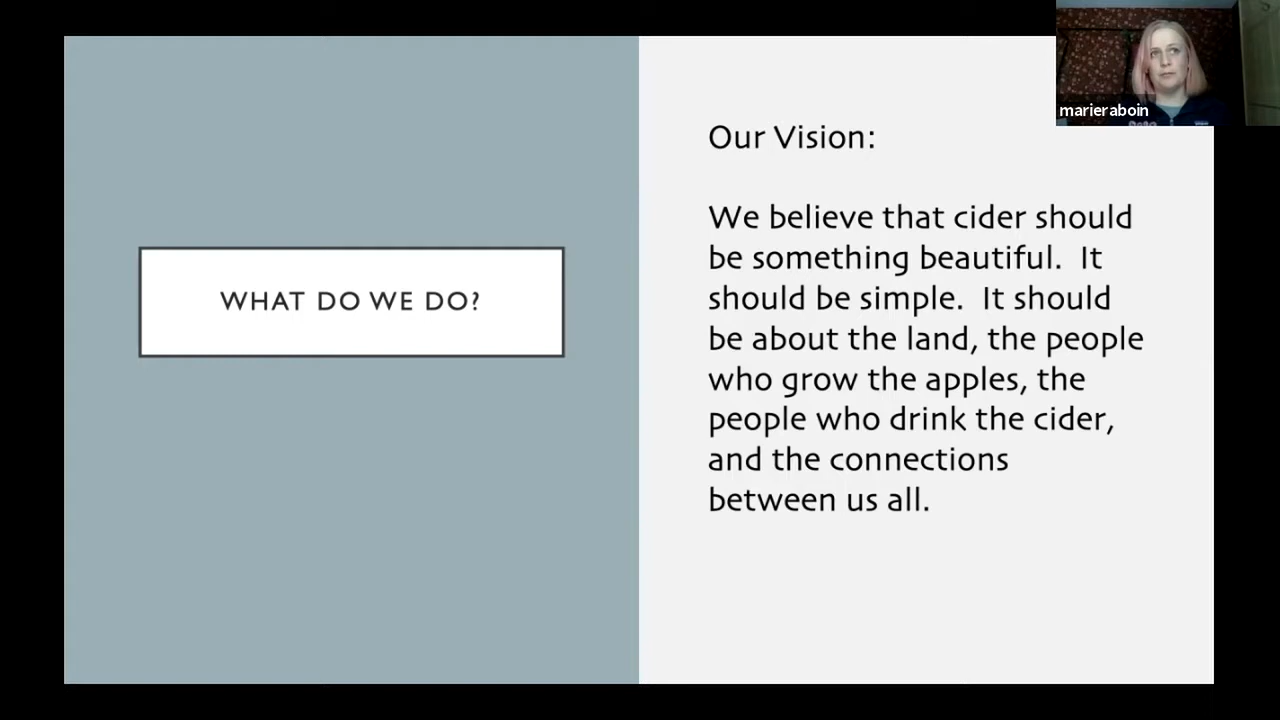 marieraboin
WHAT DO WE DO?
Our Vision:
We believe that cider should
be something beautiful.  It
should be simple.  It should
be about the land, the people
who grow the apples, the
people who drink the cider,
and the connections
between us all.